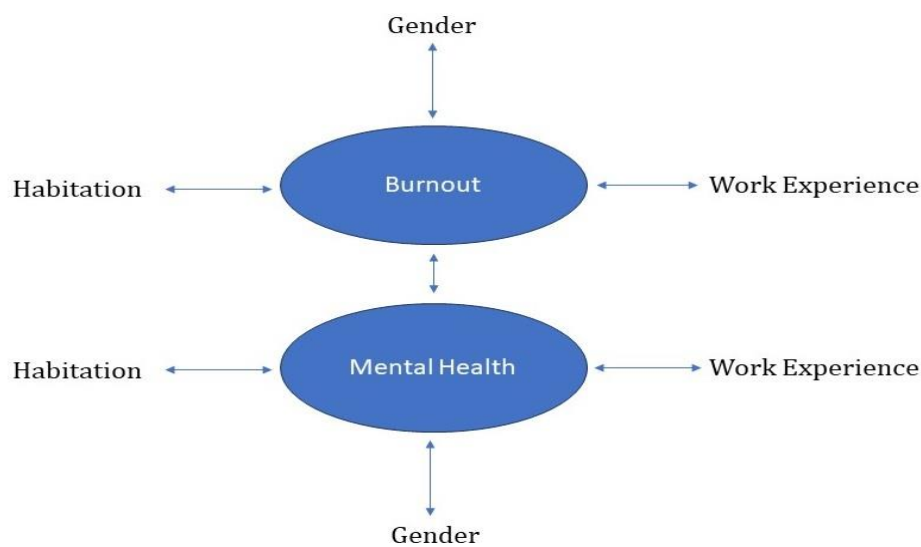 Gender
Habitation
Burnout
Work Experience
Habitation
Mental Health
Work Experience
Gender